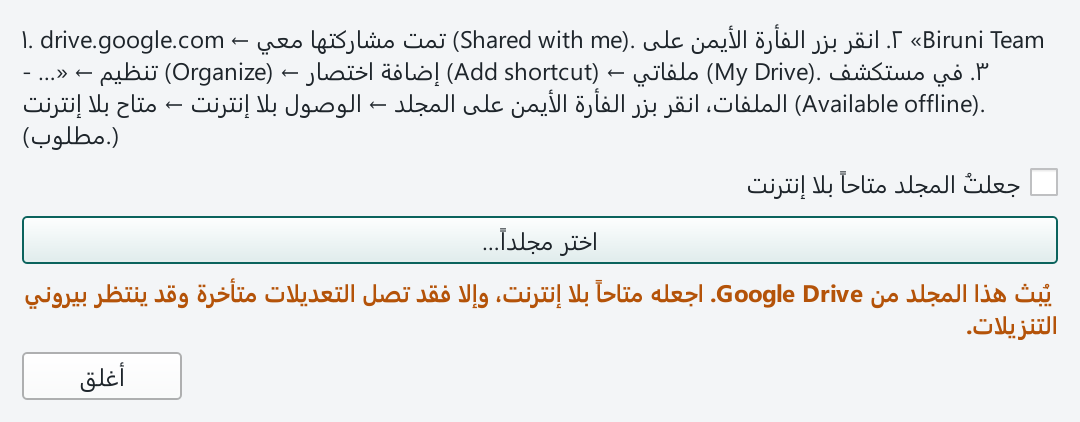 ١. drive.google.com ← تمت مشاركتها معي (Shared with me). ٢. انقر بزر الفأرة الأيمن على «Biruni Team
- …» ← تنظيم (Organize) ← إضافة اختصار (Add shortcut) ← ملفاتي (My Drive). ٣. في مستكشف
الملفات، انقر بزر الفأرة الأيمن على المجلد ← الوصول بلا إنترنت ← متاح بلا إنترنت (Available offline).
(مطلوب.)
جعلتُ المجلد متاحاً بلا إنترنت
اختر مجلداً...
يُبث هذا المجلد من Google Drive. اجعله متاحاً بلا إنترنت، وإلا فقد تصل التعديلات متأخرة وقد ينتظر بيروني
التنزيلات.
أغلق